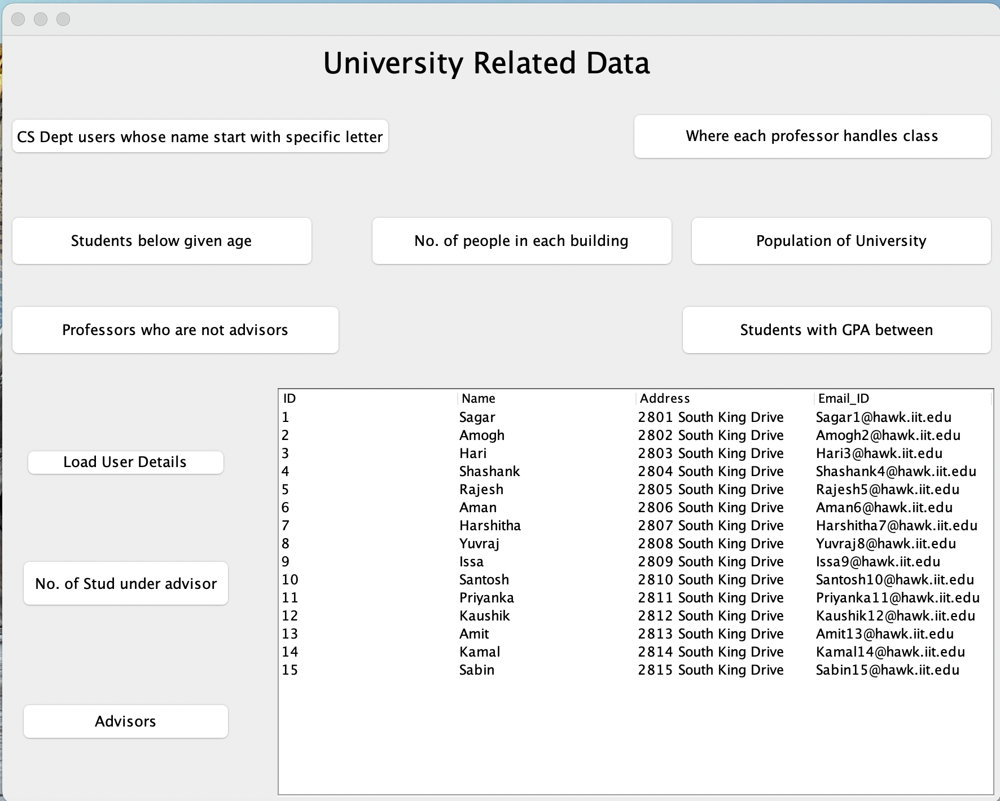 University Related Data
CS Dept users whose name start with specific letter
Where each professor handles class
Students below given age
No. of people in each building
Population of University
Professors who are not advisors
Students with GPA between
Load User Details
No. of Stud under advisor
Advisors
ID Name Address Email_ID
1 Sagar 2801 South King Drive Sagar1@hawk.iit.edu
2 Amogh 2802 South King Drive Amogh2@hawk.iit.edu
3 Hari 2803 South King Drive Hari3@hawk.iit.edu
4 Shashank 2804 South King Drive Shashank4@hawk.iit.edu
5 Rajesh 2805 South King Drive Rajesh5@hawk.iit.edu
6 Aman 2806 South King Drive Aman6@hawk.iit.edu
7 Harshitha 2807 South King Drive Harshitha7@hawk.iit.edu
8 Yuvraj 2808 South King Drive Yuvraj8@hawk.iit.edu
9 Issa 2809 South King Drive Issa9@hawk.iit.edu
10 Santosh 2810 South King Drive Santosh10@hawk.iit.edu
11 Priyanka 2811 South King Drive Priyanka11@hawk.iit.edu
12 Kaushik 2812 South King Drive Kaushik12@hawk.iit.edu
13 Amit 2813 South King Drive Amit13@hawk.iit.edu
14 Kamal 2814 South King Drive Kamal14@hawk.iit.edu
15 Sabin 2815 South King Drive Sabin15@hawk.iit.edu